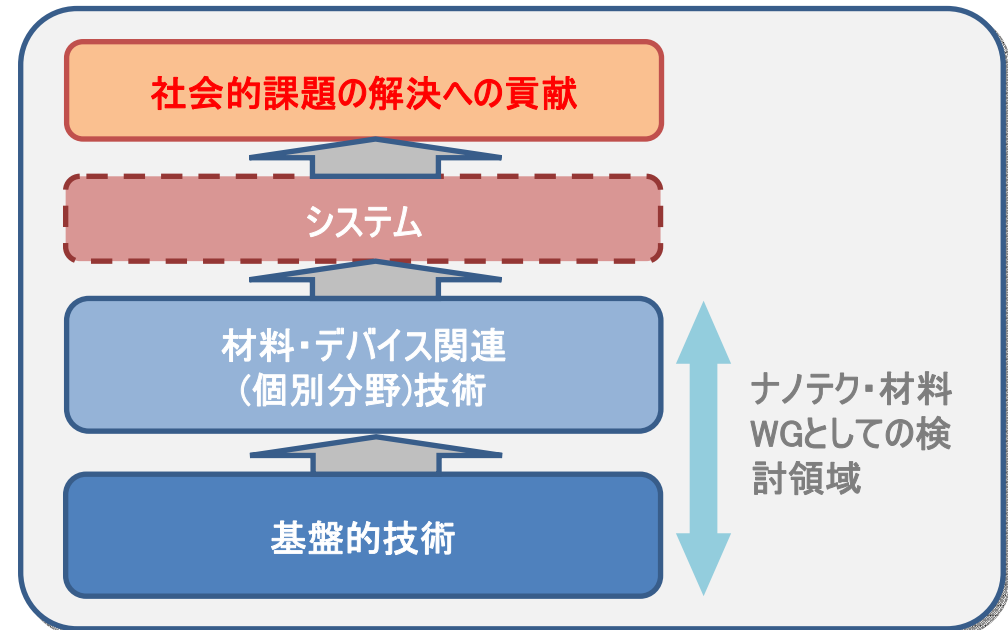 社会的課題の解決への貢献
システム
材料・デバイス関連
(個別分野)技術
ナノテク・材料
WGとしての検
討領域
基盤的技術